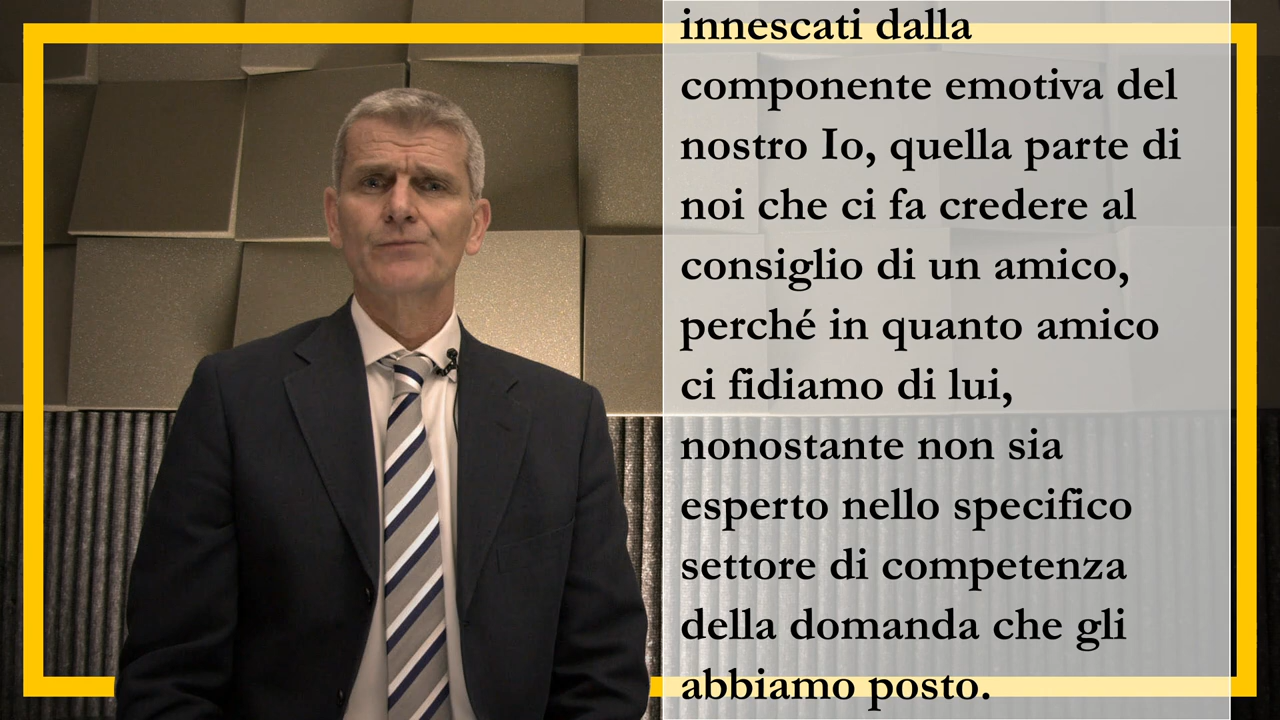 innescati dalla
componente emotiva del
nostro Io, quella parte di
noi che ci fa credere al
consiglio di un amico,
perché in quanto amico
ci fidiamo di lui,
nonostante non sia
esperto nello specifico
settore di competenza
della domanda che gli
abbiamo posto.